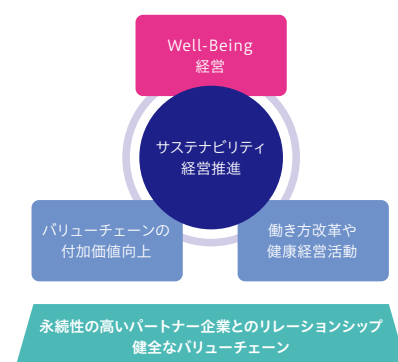 Well-Being
経営
サステナビリティ
経営推進
バリューチェーンの
付加価値向上
働き方改革や
健康経営活動
永続性の高いパートナー企業とのリレーションシップ
健全なバリューチェーン